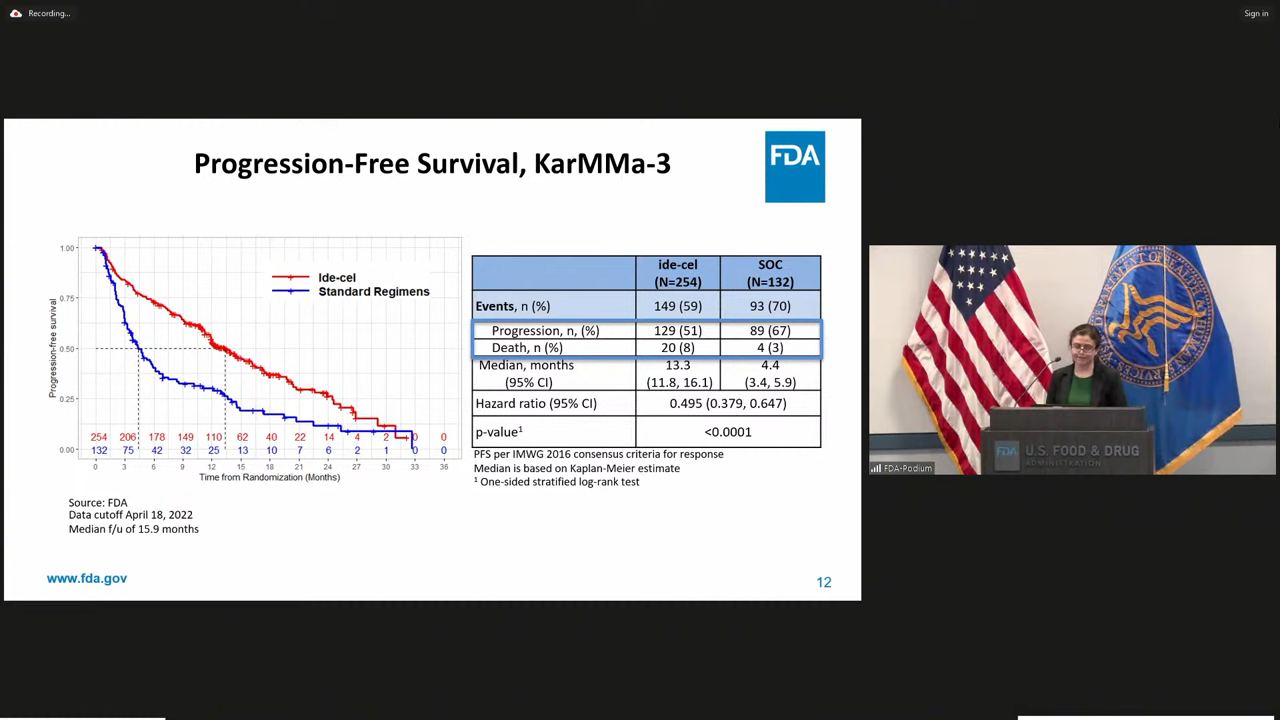 Recording...
Sign in
Progression-Free Survival, KarMMa-3
FDA
Progression-free survival
1.00
0.75
0.50
0.25
0.00
Ide-cel
Standard Regimens
254 206 178 149 110 62 40 22 14 4 2 0 0
132 75 42 32 25 13 10 7 6 2 1 0 0
0 3 6 9 12 15 18 21 24 27 30 33 36
Time from Randomization (Months)
ide-cel (N=254) SOC (N=132)
Events, n (%) 149 (59) 93 (70)
Progression, n, (%) 129 (51) 89 (67)
Death, n (%) 20 (8) 4 (3)
Median, months 13.3 4.4
(95% CI) (11.8, 16.1) (3.4, 5.9)
Hazard ratio (95% CI) 0.495 (0.379, 0.647)
p-value¹ <0.0001
PFS per IMWG 2016 consensus criteria for response
Median is based on Kaplan-Meier estimate
¹ One-sided stratified log-rank test
Source: FDA
Data cutoff April 18, 2022
Median f/u of 15.9 months
www.fda.gov
12
FDA U.S. FOOD & DRUG
ADMINISTRATION
FDA-Podium